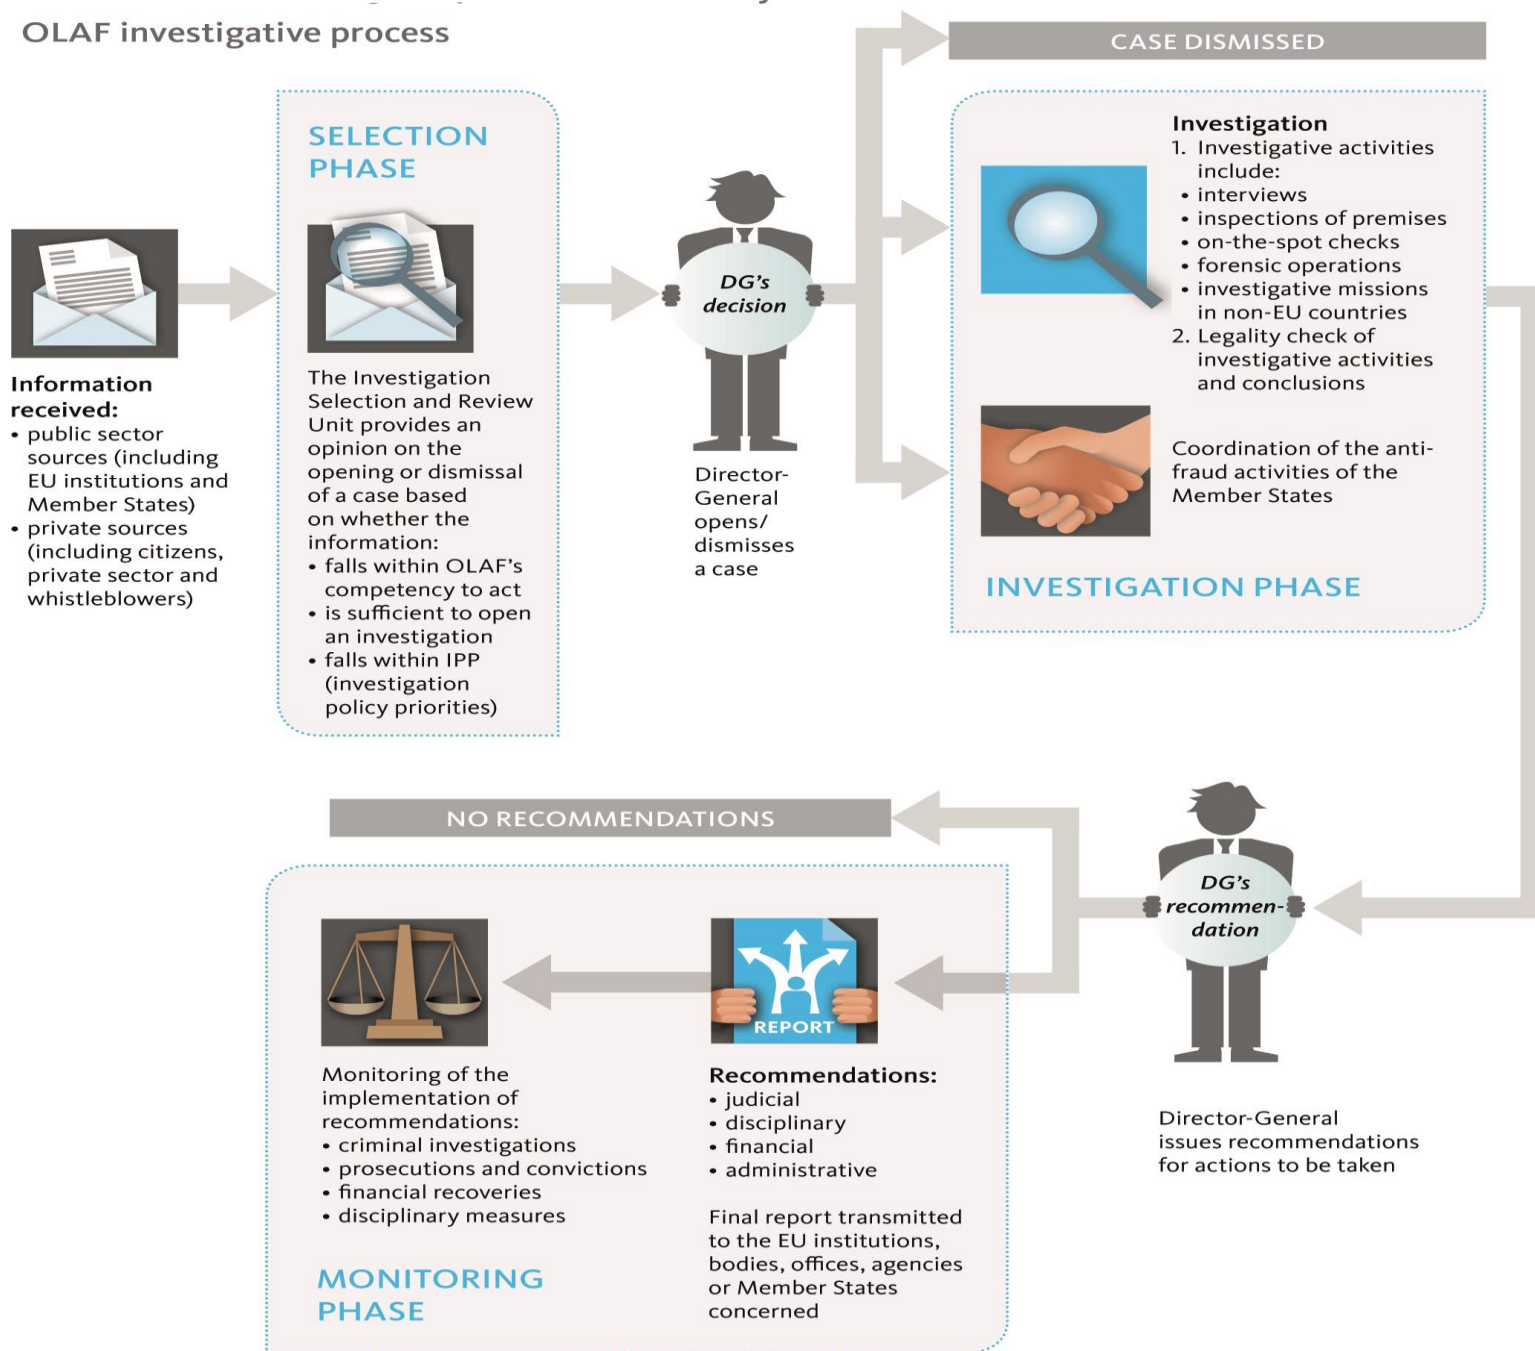 OLAF investigative process
CASE DISMISSED
SELECTION
PHASE
Information
received:
• public sector
sources (including
EU institutions and
Member States)
• private sources
(including citizens,
private sector and
whistleblowers)
The Investigation
Selection and Review
Unit provides an
opinion on the
opening or dismissal
of a case based
on whether the
information:
• falls within OLAF’s
competency to act
• is sufficient to open
an investigation
• falls within IPP
(investigation
policy priorities)
DG’s
decision
Director-
General
opens/
dismisses
a case
Investigation
1. Investigative activities
include:
• interviews
• inspections of premises
• on-the-spot checks
• forensic operations
• investigative missions
in non-EU countries
2. Legality check of
investigative activities
and conclusions
Coordination of the anti-
fraud activities of the
Member States
INVESTIGATION PHASE
DG’s
recommen-
dation
Director-General
issues recommendations
for actions to be taken
NO RECOMMENDATIONS
REPORT
Recommendations:
• judicial
• disciplinary
• financial
• administrative
Final report transmitted
to the EU institutions,
bodies, offices, agencies
or Member States
concerned
Monitoring of the
implementation of
recommendations:
• criminal investigations
• prosecutions and convictions
• financial recoveries
• disciplinary measures
MONITORING
PHASE